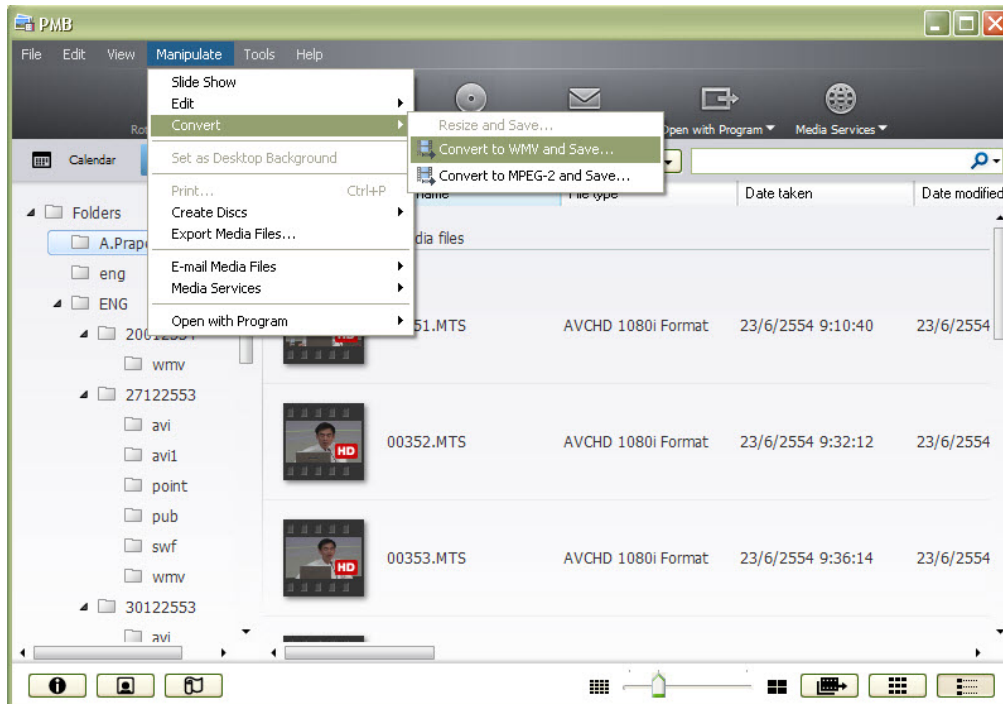 PMB
File Edit View Manipulate Tools Help
Slide Show
Edit
Convert
Resize and Save...
Convert to WMV and Save...
Convert to MPEG-2 and Save...
Open with Program Media Services
Calendar
Set as Desktop Background
Print... Ctrl+P
Create Discs
Export Media Files...
E-mail Media Files
Media Services
Open with Program
File type Date taken Date modified
Folders
A.Prap
eng
ENG
wmv
27122553
avi
avi1
point
pub
swf
wmv
30122553
avi
dia files
51.MTS AVCHD 1080i Format 23/6/2554 9:10:40 23/6/2554
HD
00352.MTS AVCHD 1080i Format 23/6/2554 9:32:12 23/6/2554
HD
00353.MTS AVCHD 1080i Format 23/6/2554 9:36:14 23/6/2554